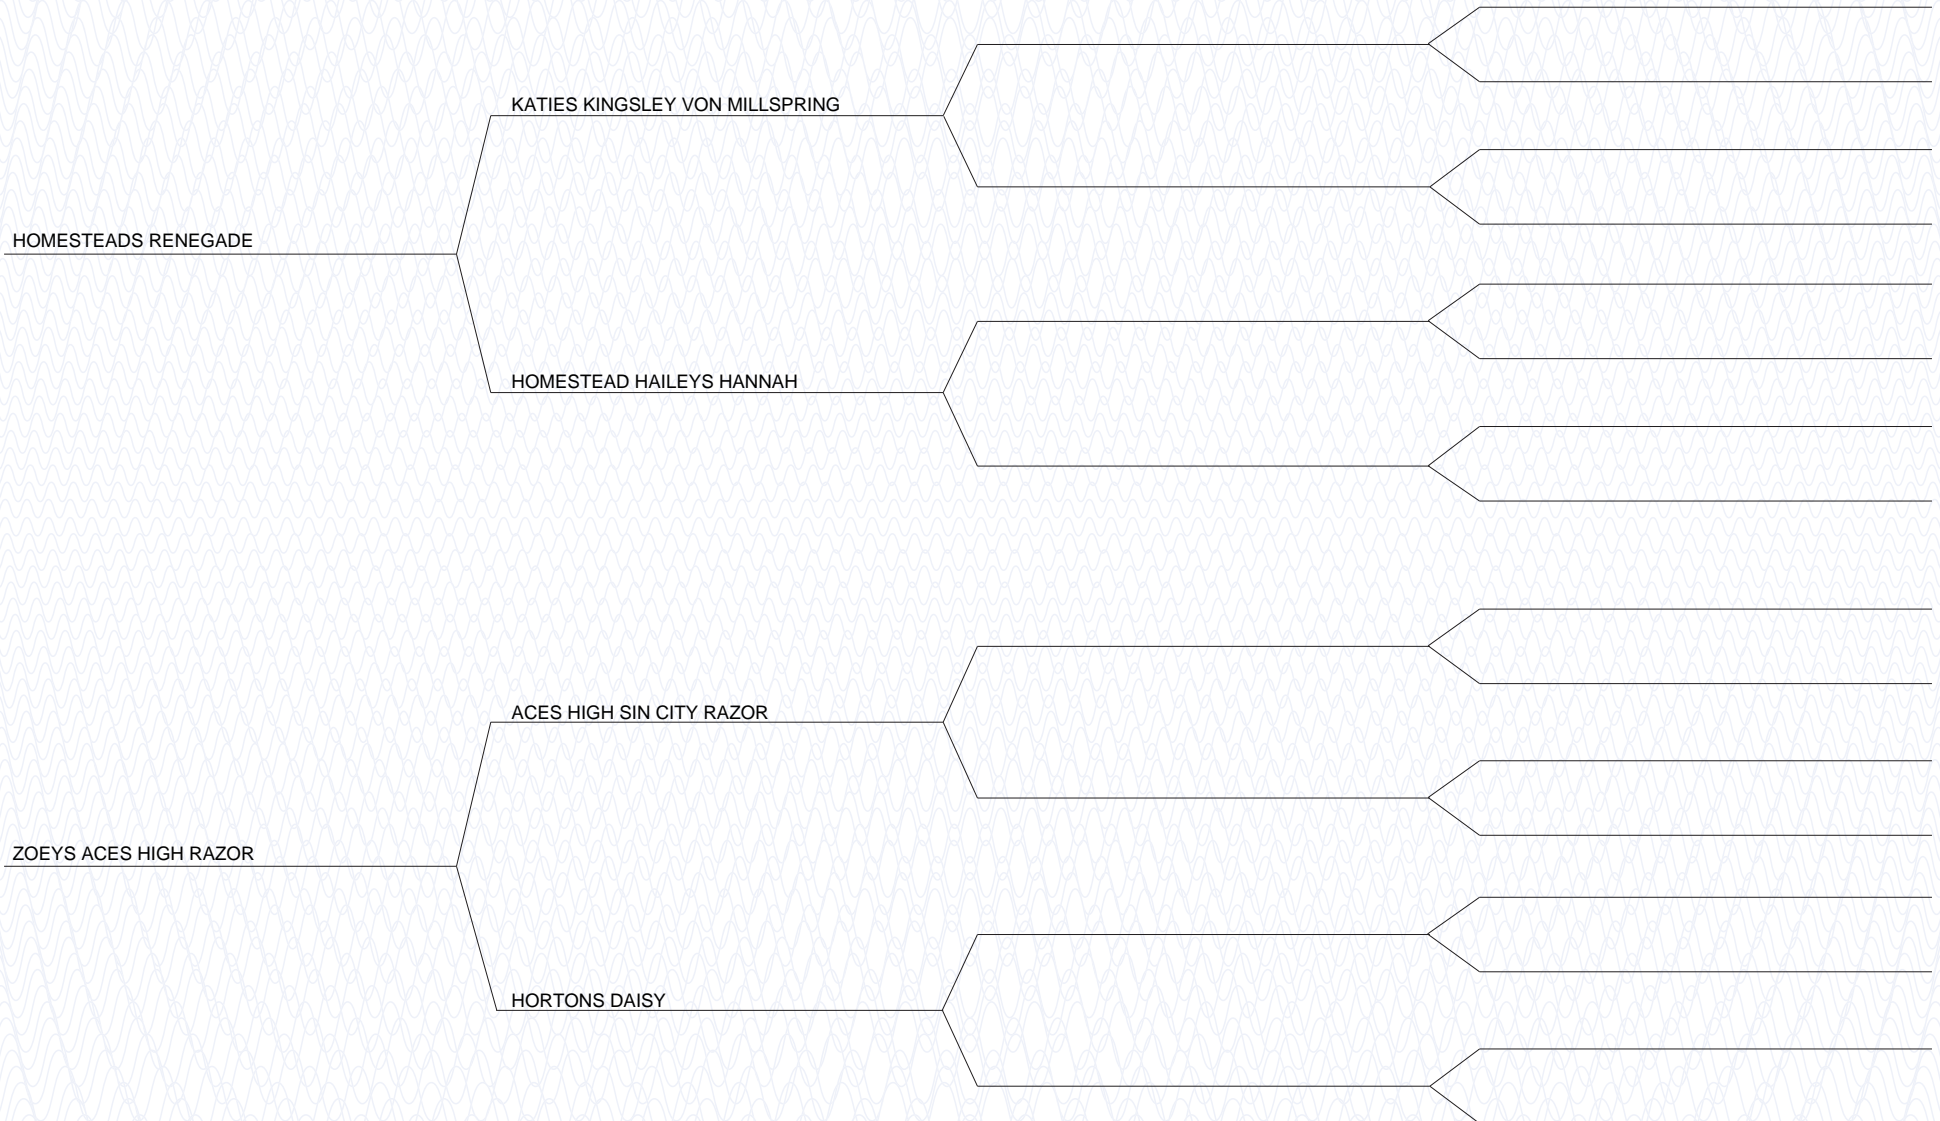 KATIES KINGSLEY VON MILLSPRING
HOMESTEADS RENEGADE
HOMESTEAD HAILEYS HANNAH
ACES HIGH SIN CITY RAZOR
ZOEYS ACES HIGH RAZOR
HORTONS DAISY